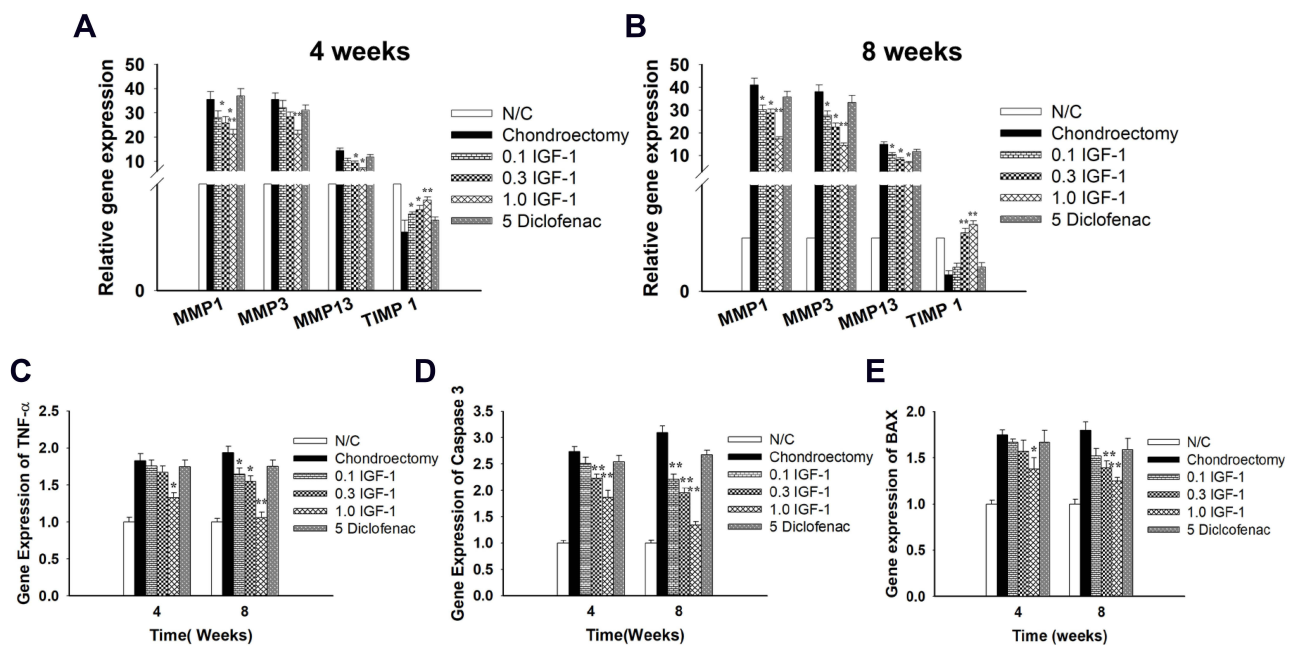 A
4 weeks
Relative gene expression
50
40
30
20
10
0
* * * ** **
* *
* * **
MMP1
MMP3
MMP13
TIMP 1
N/C
Chondroectomy
0.1 IGF-1
0.3 IGF-1
1.0 IGF-1
5 Diclofenac
B
8 weeks
Relative gene expression
50
40
30
20
10
0
* * ** * * **
* * *
** **
MMP1
MMP3
MMP13
TIMP 1
N/C
Chondroectomy
0.1 IGF-1
0.3 IGF-1
1.0 IGF-1
5 Diclofenac
C
Gene Expression of TNF-α
2.5
2.0
1.5
1.0
0.5
0.0
* * * **
4
8
Time( Weeks)
N/C
Chondroectomy
0.1 IGF-1
0.3 IGF-1
1.0 IGF-1
5 Diclofenac
D
Gene Expression of Caspase 3
3.5
3.0
2.5
2.0
1.5
1.0
0.5
0.0
** ** ** ** **
4
8
Time(Weeks)
N/C
Chondroectomy
0.1 IGF-1
0.3 IGF-1
1.0 IGF-1
5 Diclofenac
E
Gene expression of BAX
2.0
1.5
1.0
0.5
0.0
* ** **
4
8
Time (weeks)
N/C
Chondroectomy
0.1 IGF-1
0.3 IGF-1
1.0 IGF-1
5 Diclcofenac